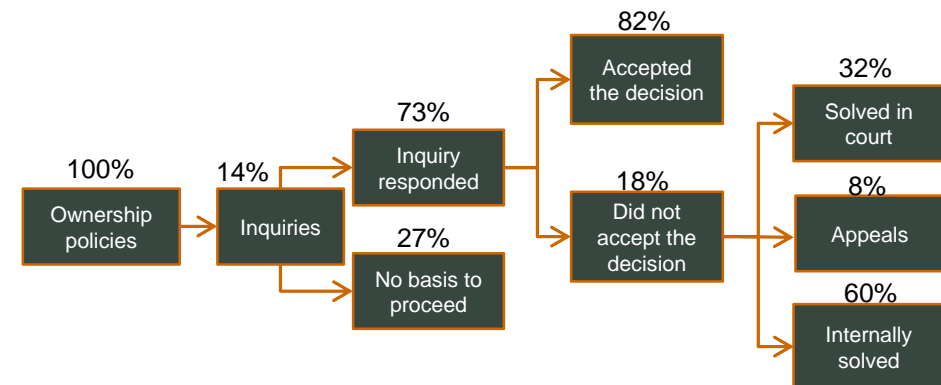 100%
Ownership
policies
14%
Inquiries
73%
Inquiry
responded
27%
No basis to
proceed
82%
Accepted
the decision
18%
Did not
accept the
decision
32%
Solved in
court
8%
Appeals
60%
Internally
solved